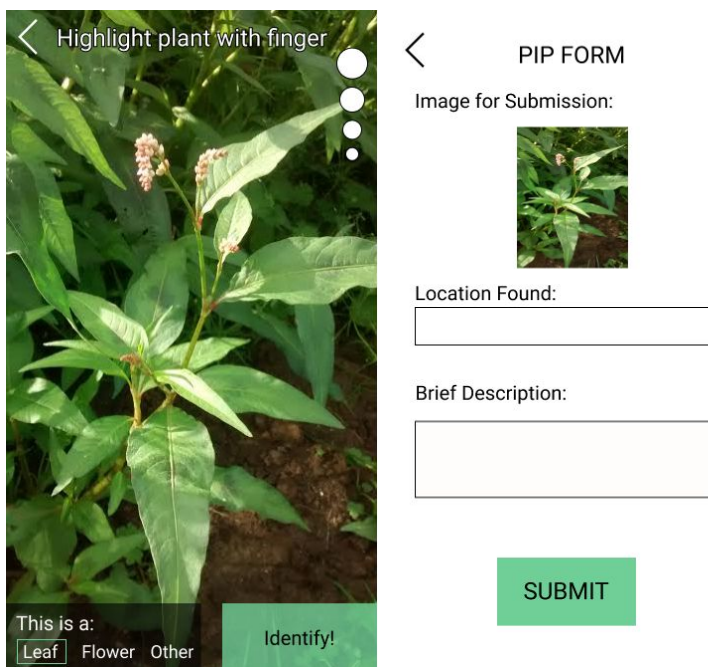 Highlight plant with finger
This is a:
Leaf Flower Other
Identify!
PIP FORM
Image for Submission:
Location Found:
Brief Description:
SUBMIT